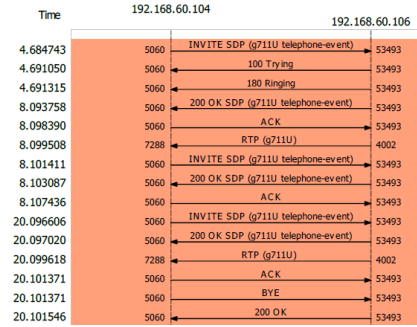 192.168.60.104
Time
192.168.60.106
4.684743 5060 INVITE SDP (g711U telephone-event) 53493
4.691050 5060 100 Trying 53493
4.691315 5060 180 Ringing 53493
8.093758 5060 200 OK SDP (g711U telephone-event) 53493
8.098390 5060 ACK 53493
8.099508 7288 RTP (g711U) 4002
8.101411 5060 INVITE SDP (g711U telephone-event) 53493
8.103087 5060 200 OK SDP (g711U telephone-event) 53493
8.107436 5060 ACK 53493
20.096606 5060 INVITE SDP (g711U telephone-event) 53493
20.097020 5060 200 OK SDP (g711U telephone-event) 53493
20.099618 7288 RTP (g711U) 4002
20.101371 5060 ACK 53493
20.101371 5060 BYE 53493
20.101546 5060 200 OK 53493